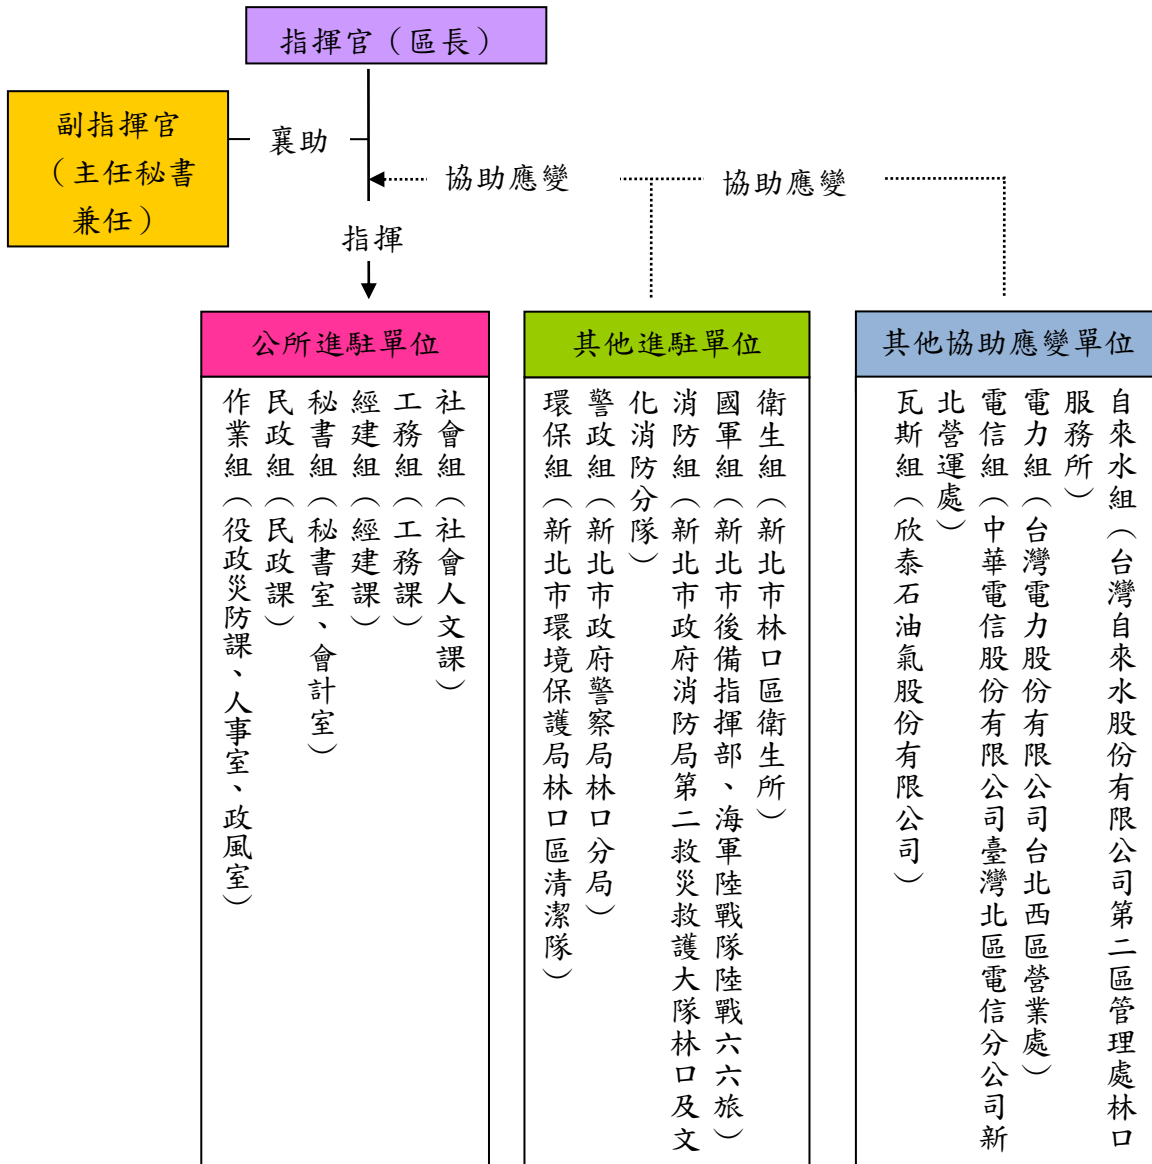 指揮官（區長）
副指揮官
（主任秘書
兼任）
襄助
協助應變
協助應變
指揮
公所進駐單位
社會組（社會人文課）
工務組（工務課）
經建組（經建課）
秘書組（秘書室、會計室）
民政組（民政課）
作業組（役政災防課、人事室、政風室）
其他進駐單位
衛生組（新北市林口區衛生所）
國軍組（新北市後備指揮部、海軍陸戰隊陸戰六六旅）
消防組（新北市政府消防局第二救災救護大隊林口及文
化消防分隊）
警政組（新北市政府警察局林口分局）
環保組（新北市環境保護局林口區清潔隊）
其他協助應變單位
自來水組（台灣自來水股份有限公司第二區管理處林口
服務所）
電力組（台灣電力股份有限公司台北西區營業處）
電信組（中華電信股份有限公司臺灣北區電信分公司新
北營運處）
瓦斯組（欣泰石油氣股份有限公司）